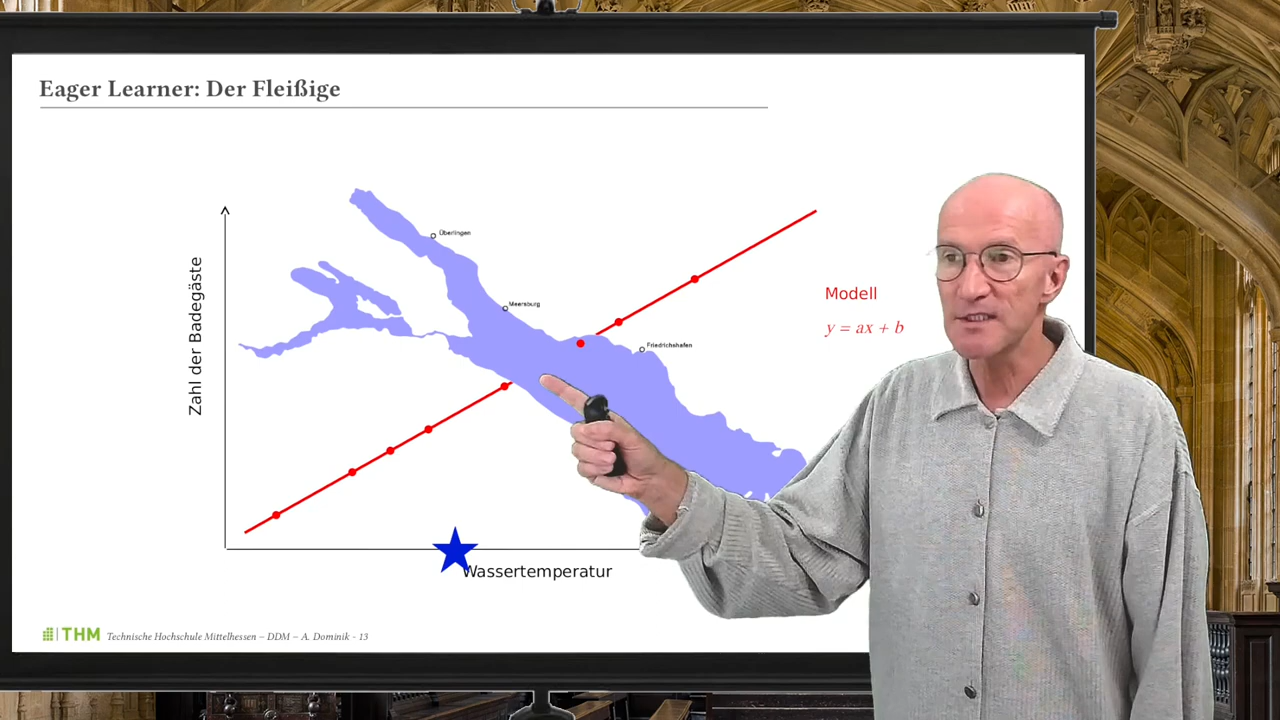 Eager Learner: Der Fleißige
Überlingen
Meersburg
Friedrichshafen
Zahl der Badegäste
Modell
y = ax + b
Wassertemperatur
THM Technische Hochschule Mittelhessen – DDM – A. Dominik - 13